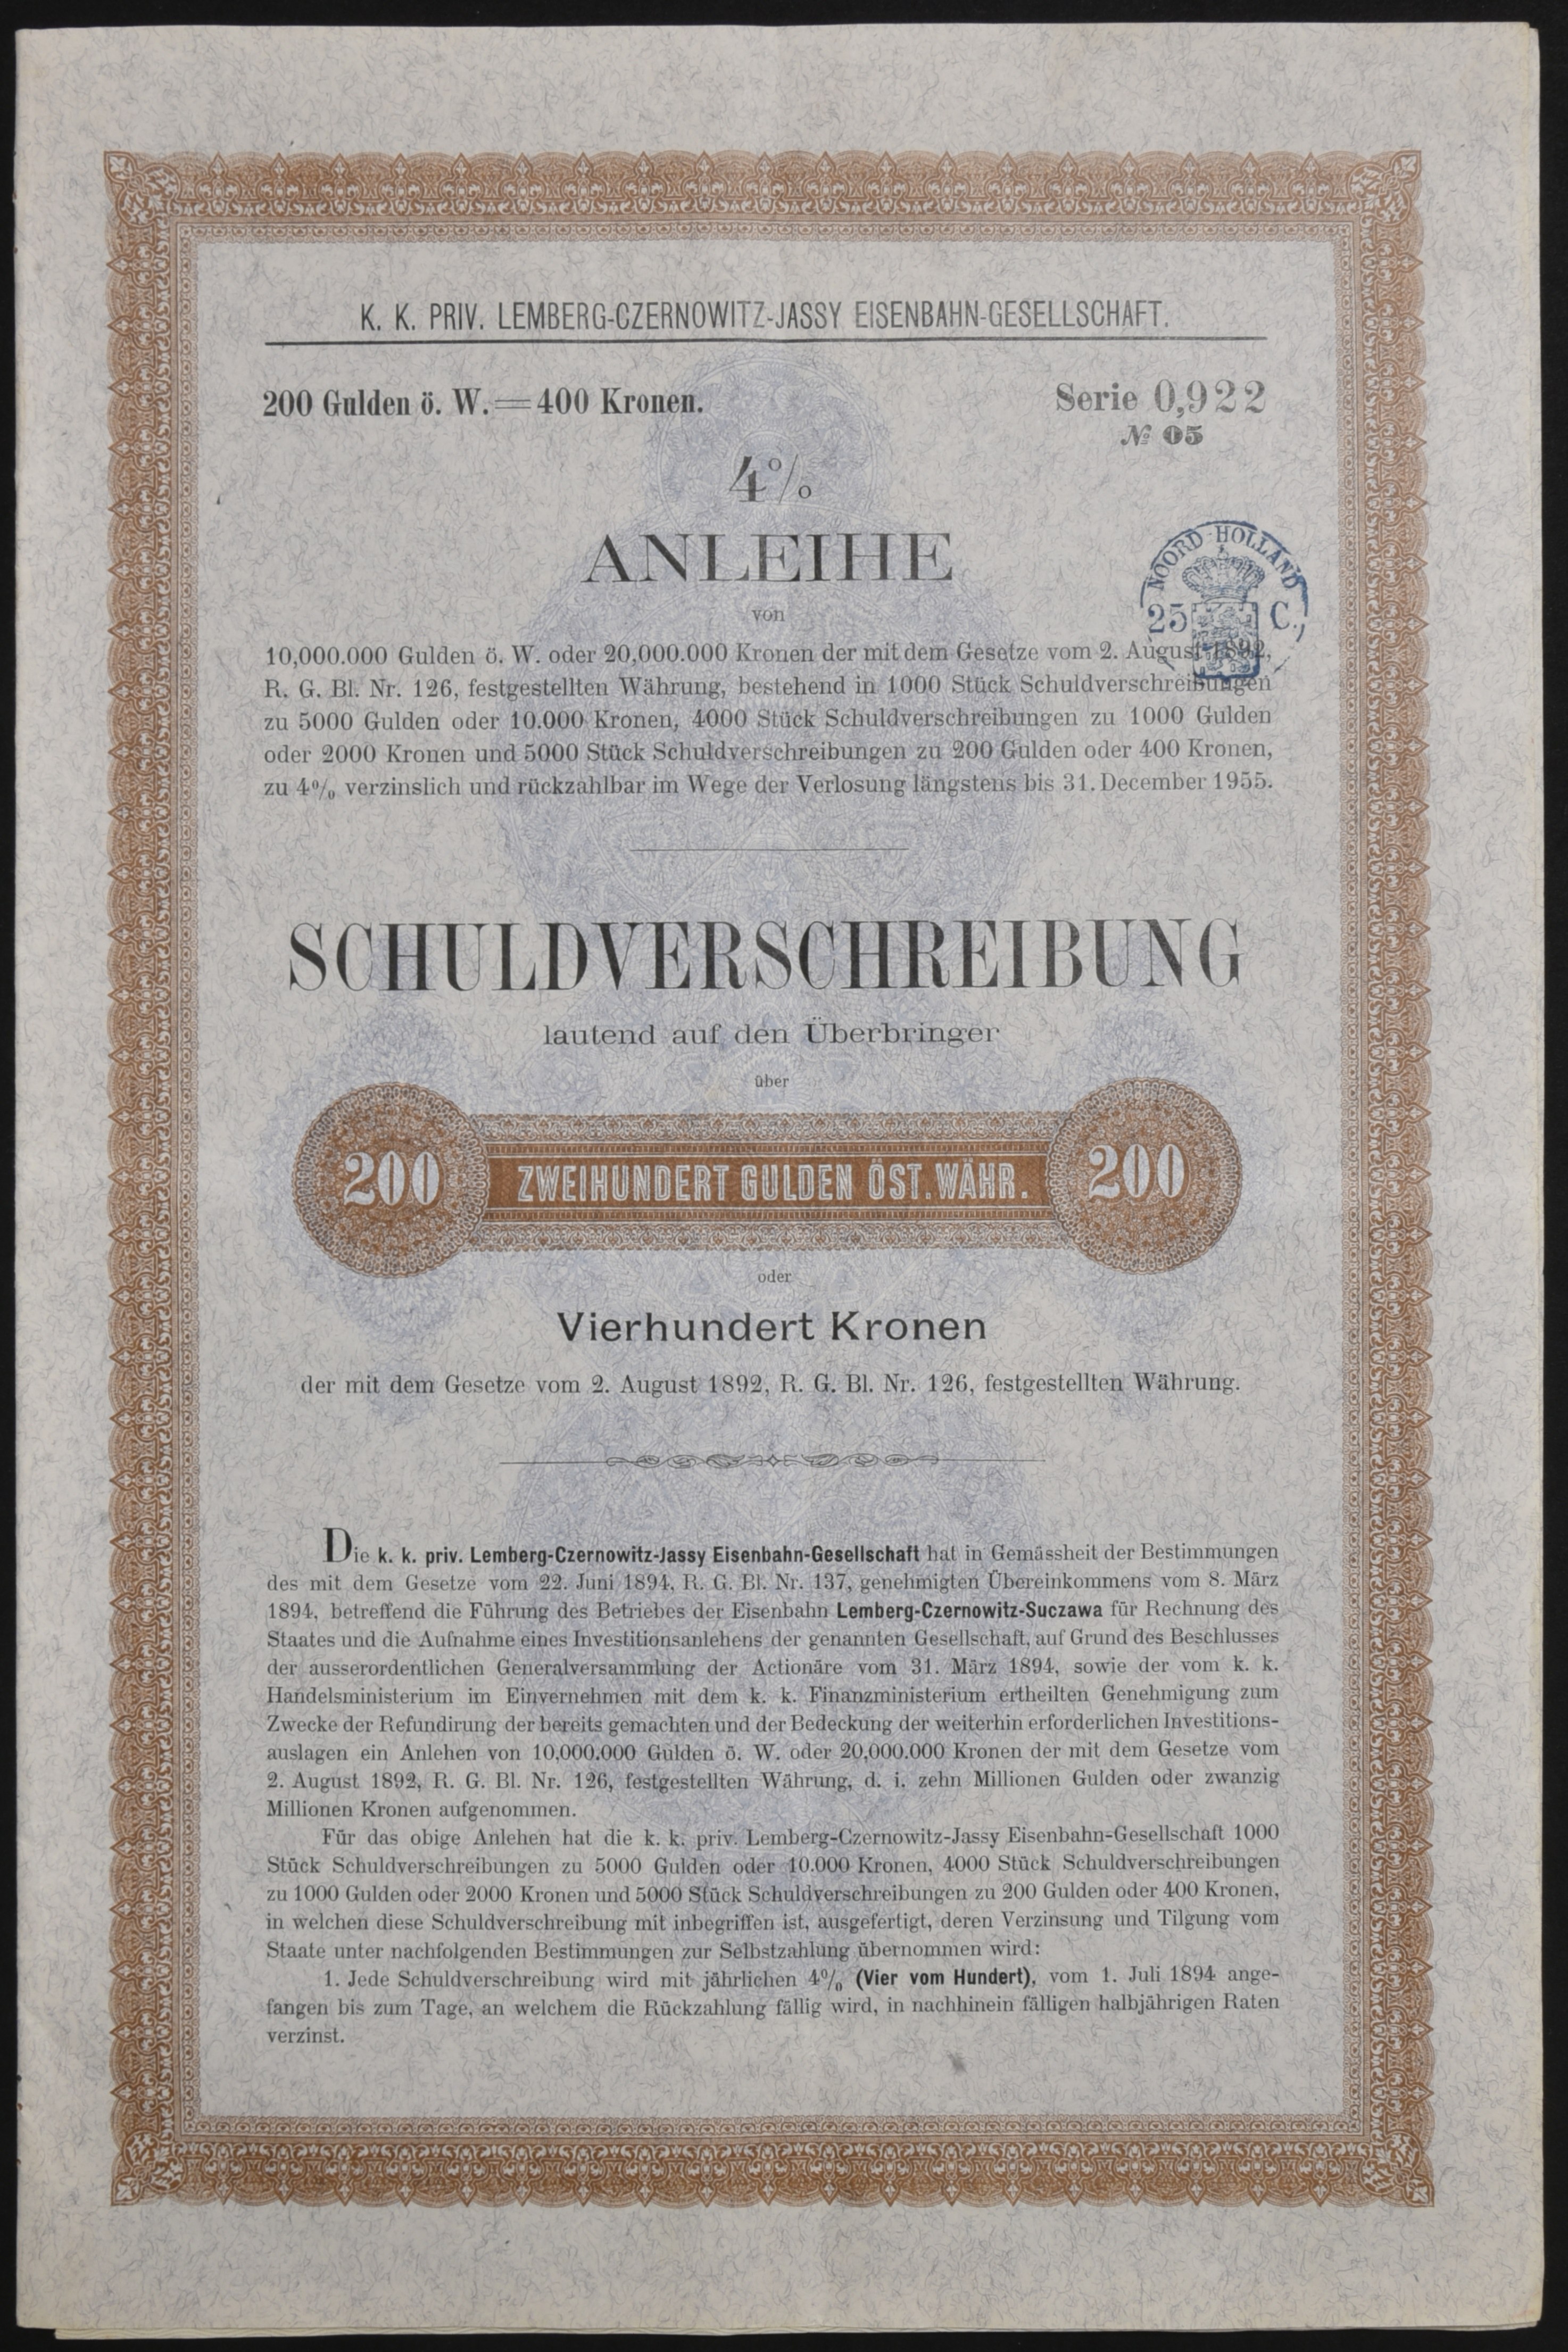 K. K. PRIV. LEMBERG-CZERNOWITZ-JASSY EISENBAHN-GESELLSCHAFT.
200 Gulden ö. W. = 400 Kronen.
Serie 0,922
№ 05
4%
ANLEIHE
von
10,000.000 Gulden ö. W. oder 20,000.000 Kronen der mit dem Gesetze vom 2. August 1892,
R. G. Bl. Nr. 126, festgestellten Währung, bestehend in 1000 Stück Schuldverschreibungen
zu 5000 Gulden oder 10.000 Kronen, 4000 Stück Schuldverschreibungen zu 1000 Gulden
oder 2000 Kronen und 5000 Stück Schuldverschreibungen zu 200 Gulden oder 400 Kronen,
zu 4% verzinslich und rückzahlbar im Wege der Verlosung längstens bis 31. December 1955.
NOORD-HOLLAND
25 C.
SCHULDVERSCHREIBUNG
lautend auf den Überbringer
über
200 ZWEIHUNDERT GULDEN ÖST. WÄHR. 200
oder
Vierhundert Kronen
der mit dem Gesetze vom 2. August 1892, R. G. Bl. Nr. 126, festgestellten Währung.
Die k. k. priv. Lemberg-Czernowitz-Jassy Eisenbahn-Gesellschaft hat in Gemässheit der Bestimmungen
des mit dem Gesetze vom 22. Juni 1894, R. G. Bl. Nr. 137, genehmigten Übereinkommens vom 8. März
1894, betreffend die Führung des Betriebes der Eisenbahn Lemberg-Czernowitz-Suczawa für Rechnung des
Staates und die Aufnahme eines Investitionsanlehens der genannten Gesellschaft, auf Grund des Beschlusses
der ausserordentlichen Generalversammlung der Actionäre vom 31. März 1894, sowie der vom k. k.
Handelsministerium im Einvernehmen mit dem k. k. Finanzministerium ertheilten Genehmigung zum
Zwecke der Refundirung der bereits gemachten und der Bedeckung der weiterhin erforderlichen Investitions-
auslagen ein Anlehen von 10,000.000 Gulden ö. W. oder 20,000.000 Kronen der mit dem Gesetze vom
2. August 1892, R. G. Bl. Nr. 126, festgestellten Währung, d. i. zehn Millionen Gulden oder zwanzig
Millionen Kronen aufgenommen.
Für das obige Anlehen hat die k. k. priv. Lemberg-Czernowitz-Jassy Eisenbahn-Gesellschaft 1000
Stück Schuldverschreibungen zu 5000 Gulden oder 10.000 Kronen, 4000 Stück Schuldverschreibungen
zu 1000 Gulden oder 2000 Kronen und 5000 Stück Schuldverschreibungen zu 200 Gulden oder 400 Kronen,
in welchen diese Schuldverschreibung mit inbegriffen ist, ausgefertigt, deren Verzinsung und Tilgung vom
Staate unter nachfolgenden Bestimmungen zur Selbstzahlung übernommen wird:
1. Jede Schuldverschreibung wird mit jährlichen 4% (Vier vom Hundert), vom 1. Juli 1894 ange-
fangen bis zum Tage, an welchem die Rückzahlung fällig wird, in nachhinein fälligen halbjährigen Raten
verzinst.